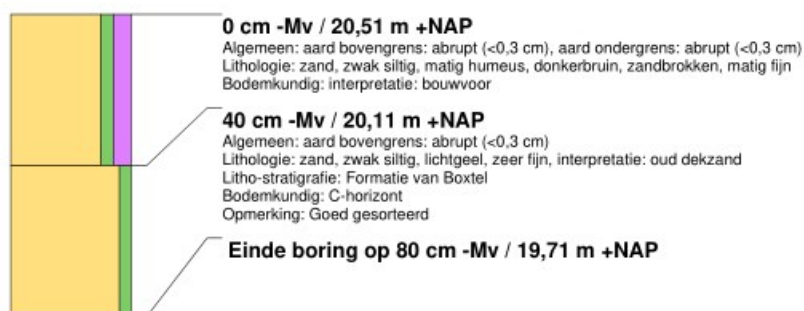 0 cm -Mv / 20,51 m +NAP
Algemeen: aard bovengrens: abrupt (<0,3 cm), aard ondergrens: abrupt (<0,3 cm)
Lithologie: zand, zwak siltig, matig humeus, donkerbruin, zandbrokken, matig fijn
Bodemkundig: interpretatie: bouwvoor
40 cm -Mv / 20,11 m +NAP
Algemeen: aard bovengrens: abrupt (<0,3 cm)
Lithologie: zand, zwak siltig, lichtgeel, zeer fijn, interpretatie: oud dekzand
Litho-stratigrafie: Formatie van Boxtel
Bodemkundig: C-horizont
Opmerking: Goed gesorteerd
Einde boring op 80 cm -Mv / 19,71 m +NAP